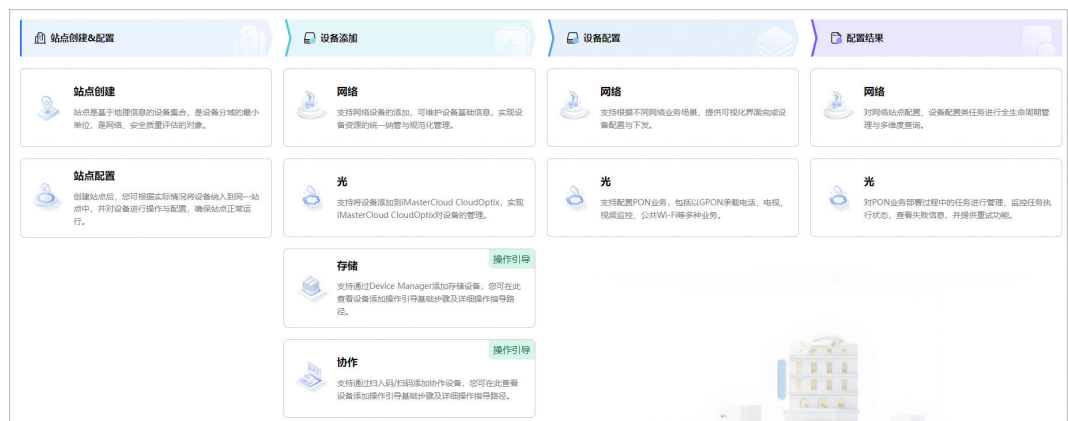 站点创建&配置
设备添加
设备配置
配置结果
站点创建
站点是基于地理信息的设备集合，是设备分域的最小
单位，是网络、安全质量评估的对象。
站点配置
创建站点后，您可根据实际情况将设备纳入到同一站
点中，并对设备进行操作与配置，确保站点正常运
行。
网络
支持网络设备的添加，可维护设备基础信息，实现设
备资源的统一纳管与规范化管理。
光
支持将设备添加到iMasterCloud CloudOptix，实现
iMasterCloud CloudOptix对设备的管理。
操作引导
存储
支持通过Device Manager添加存储设备，您可在此
查看设备添加操作引导基础步骤及详细操作指导路
径。
操作引导
协作
支持通过扫入码/扫码添加协作设备，您可在此查看
设备添加操作引导基础步骤及详细操作指导路径。
网络
支持根据不同网络业务场景，提供可视化界面完成设
备配置与下发。
光
支持配置PON业务，包括以GPON承载电话、电视、
视频监控、公共Wi-Fi等多种业务。
网络
对网络站点配置、设备配置类任务进行全生命周期管
理与多维度查询。
光
对PON业务部署过程中的任务进行管理，监控任务执
行状态，查看失败信息，并提供重试功能。